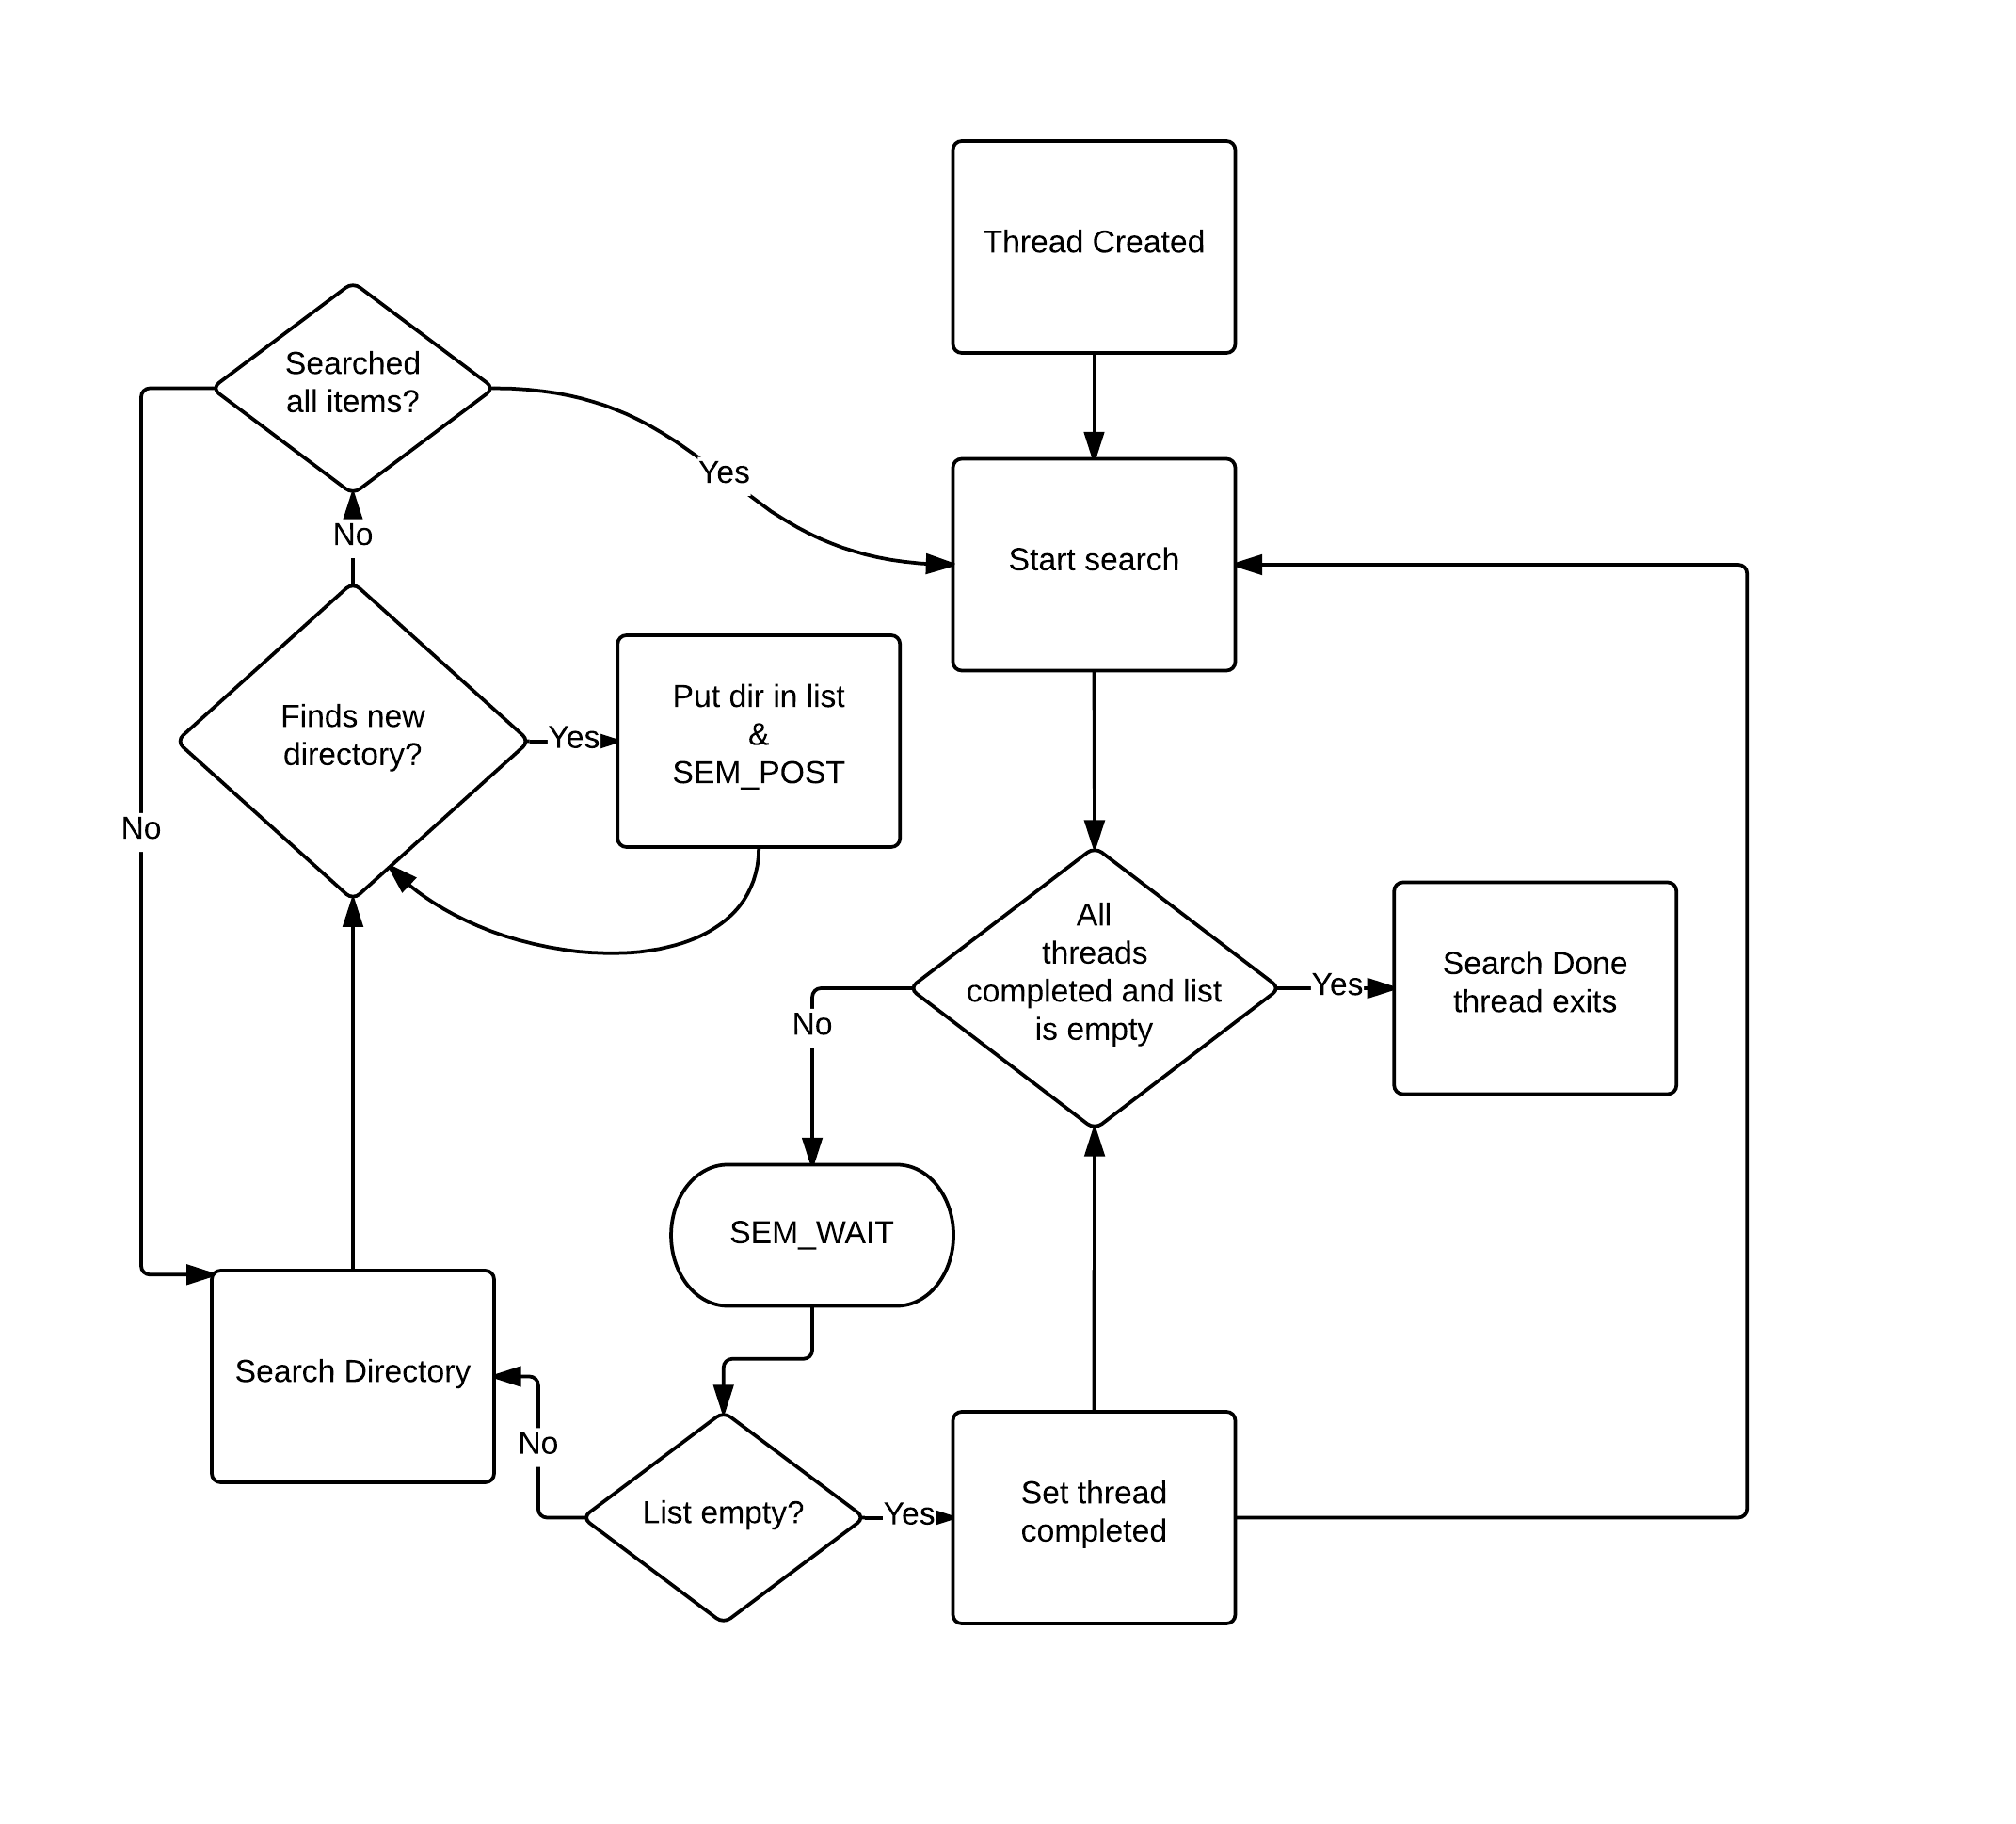 Thread Created
Searched
all items?
Yes
No
Start search
Finds new
directory?
Yes
Put dir in list
&
SEM_POST
No
All
threads
completed and list
is empty
Yes
Search Done
thread exits
No
SEM_WAIT
Search Directory
No
List empty?
Yes
Set thread
completed